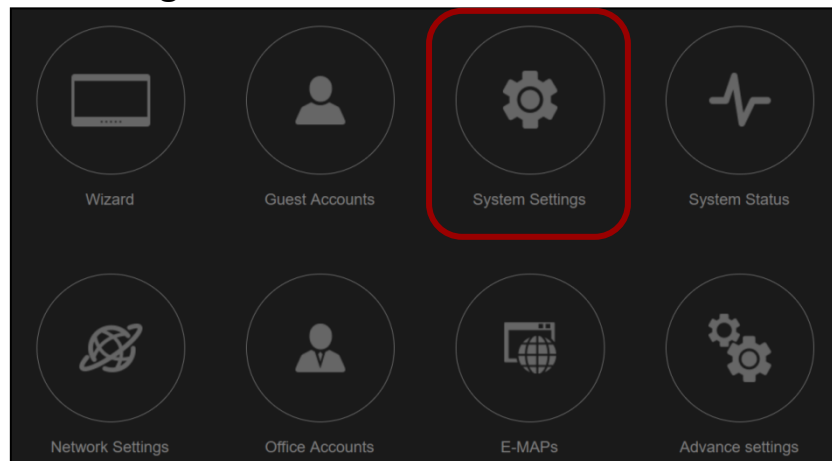 Wizard
Guest Accounts
System Settings
System Status
Network Settings
Office Accounts
E-MAPs
Advance settings